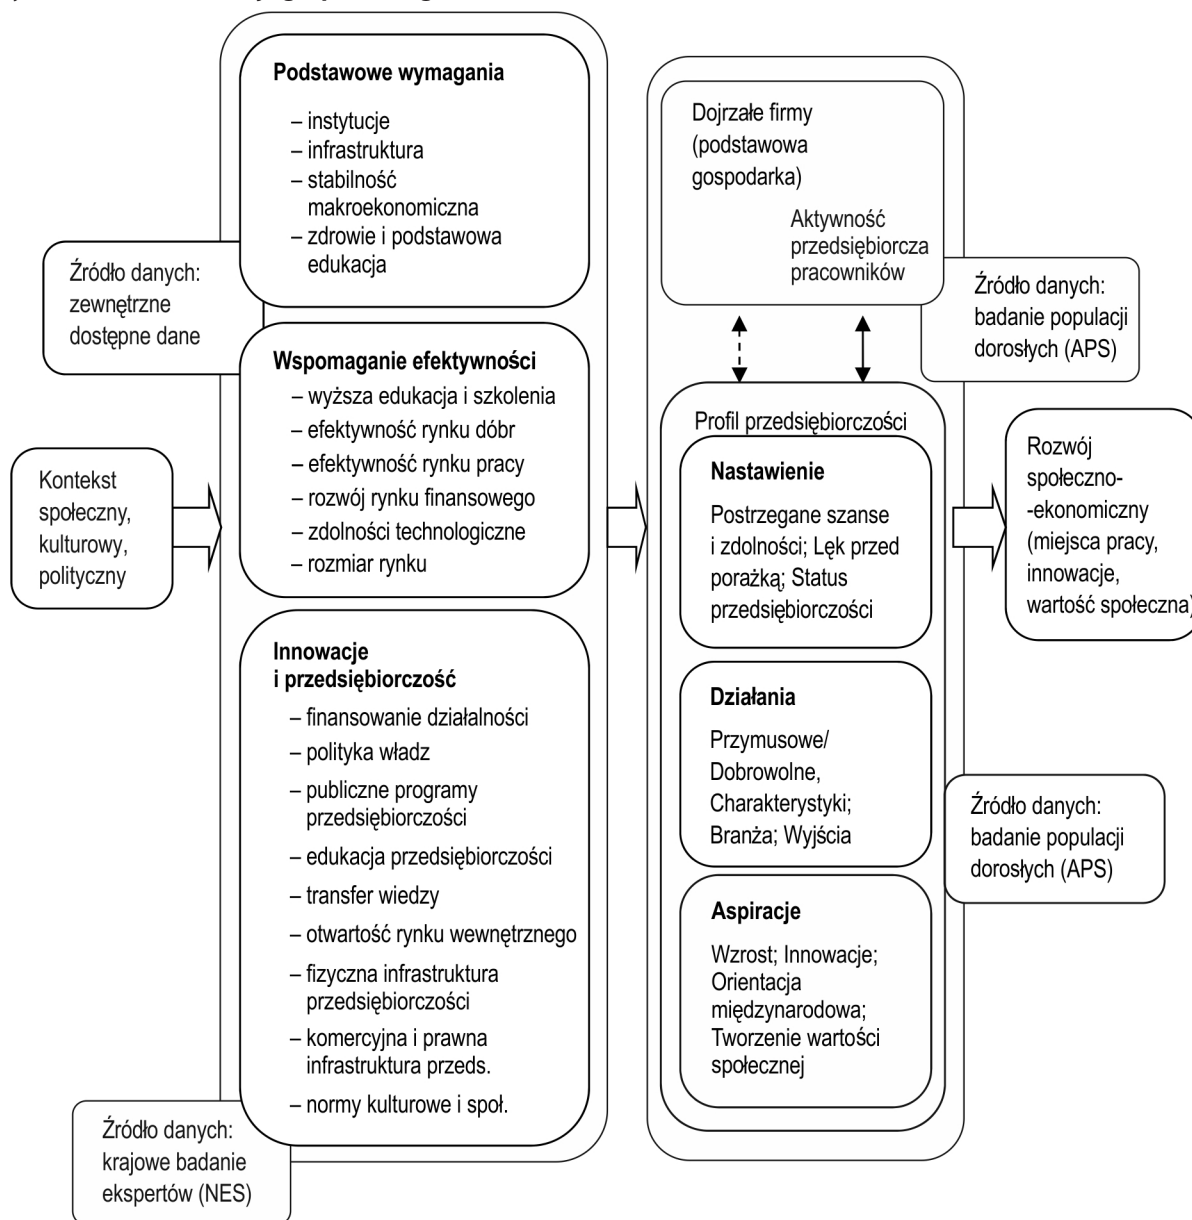 Podstawowe wymagania
– instytucje
– infrastruktura
– stabilność
makroekonomiczna
– zdrowie i podstawowa
edukacja
Źródło danych:
zewnętrzne
dostępne dane
Wspomaganie efektywności
– wyższa edukacja i szkolenia
– efektywność rynku dóbr
– efektywność rynku pracy
– rozwój rynku finansowego
– zdolności technologiczne
– rozmiar rynku
Kontekst
społeczny,
kulturowy,
polityczny
Innowacje
i przedsiębiorczość
– finansowanie działalności
– polityka władz
– publiczne programy
przedsiębiorczości
– edukacja przedsiębiorczości
– transfer wiedzy
– otwartość rynku wewnętrznego
– fizyczna infrastruktura
przedsiębiorczości
– komercyjna i prawna
infrastruktura przeds.
– normy kulturowe i społ.
Źródło danych:
krajowe badanie
ekspertów (NES)
Dojrzałe firmy
(podstawowa
gospodarka)
Aktywność
przedsiębiorcza
pracowników
Źródło danych:
badanie populacji
dorosłych (APS)
Profil przedsiębiorczości
Nastawienie
Postrzegane szanse
i zdolności; Lęk przed
porażką; Status
przedsiębiorczości
Działania
Przymusowe/
Dobrowolne,
Charakterystyki;
Branża; Wyjścia
Aspiracje
Wzrost; Innowacje;
Orientacja
międzynarodowa;
Tworzenie wartości
społecznej
Źródło danych:
badanie populacji
dorosłych (APS)
Rozwój
społeczno-
-ekonomiczny
(miejsca pracy,
innowacje,
wartość społeczna)